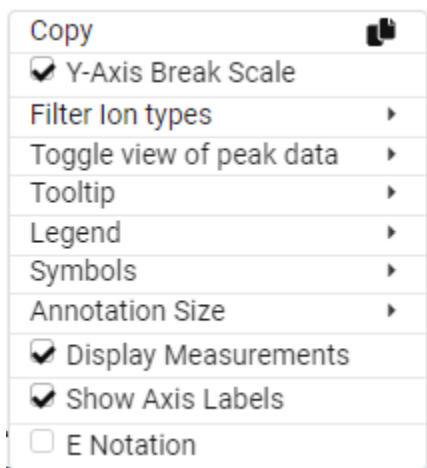 Copy
Y-Axis Break Scale
Filter Ion types
Toggle view of peak data
Tooltip
Legend
Symbols
Annotation Size
Display Measurements
Show Axis Labels
E Notation